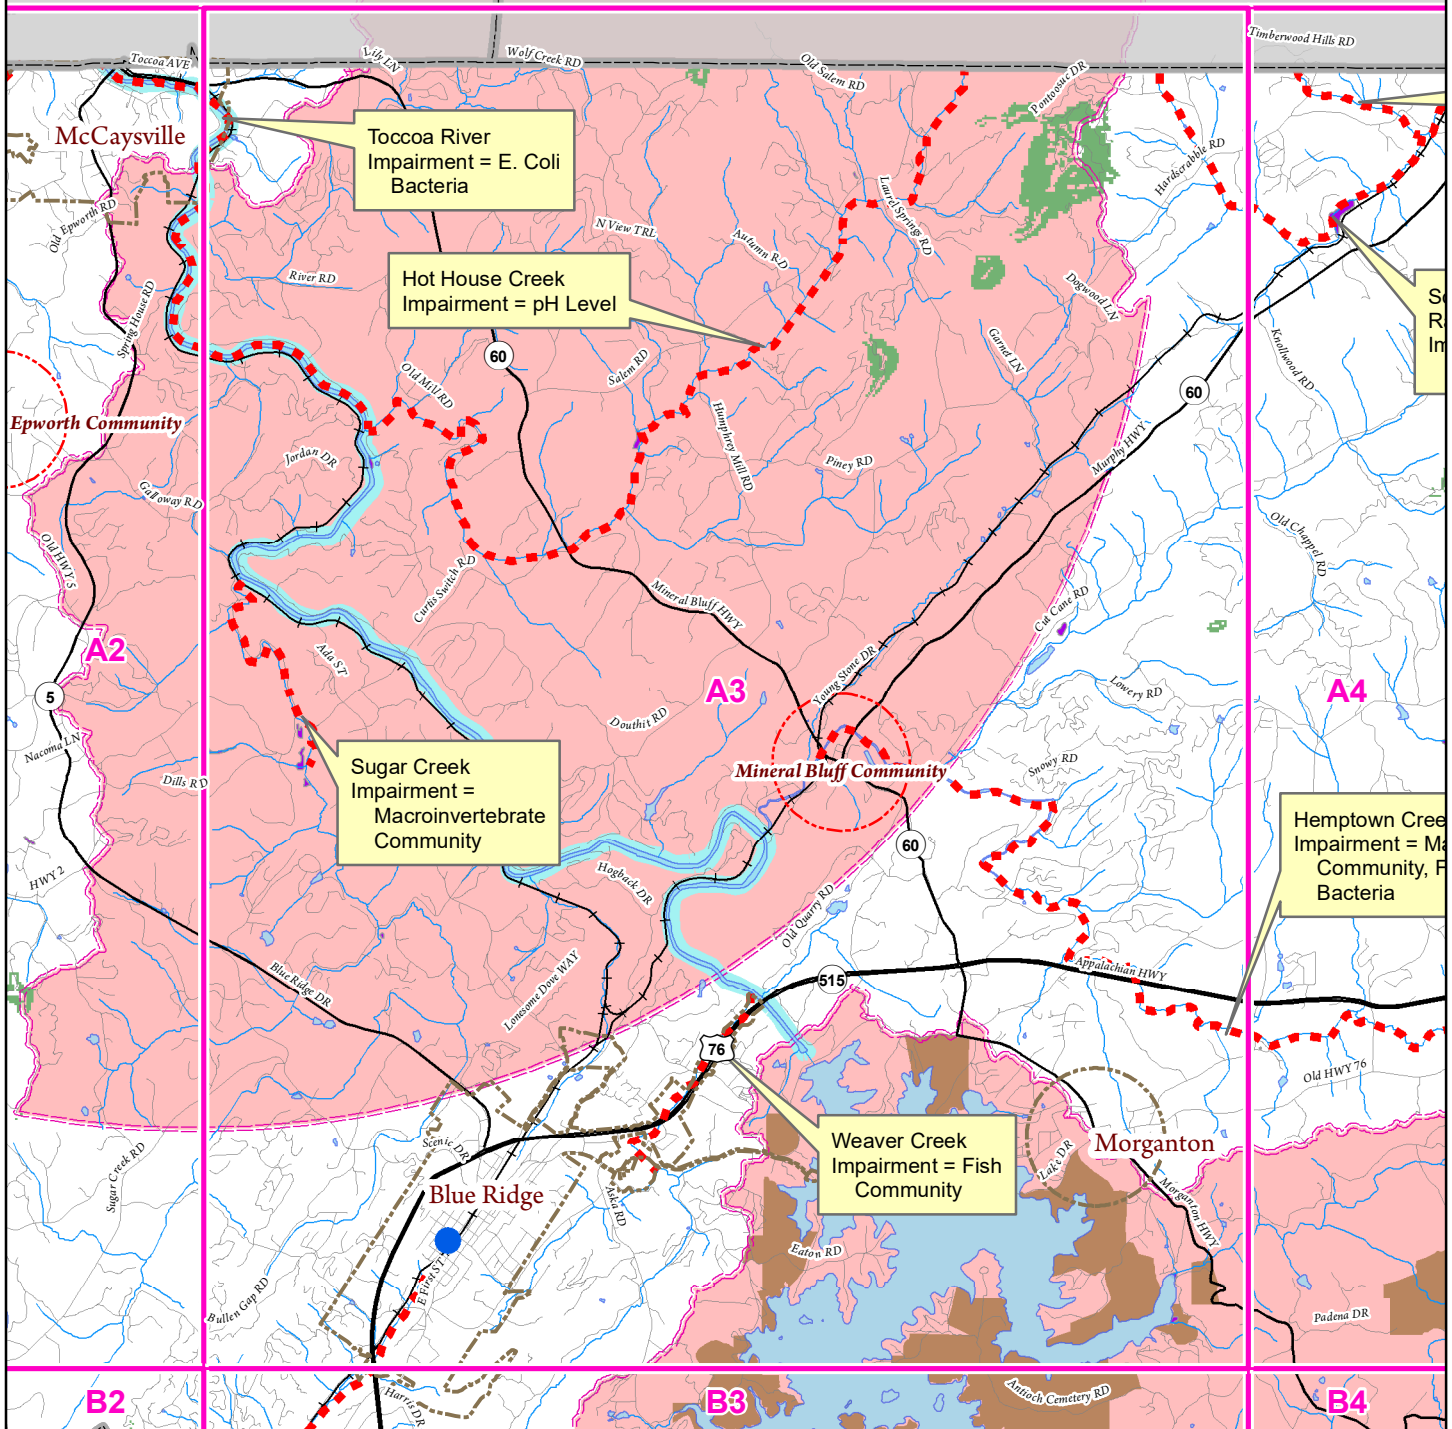 Toccoa AVE
Lily LN
Wolf Creek RD
Old Salem RD
Pontoosuc DR
Timberwood Hills RD
McCaysville
Toccoa River
Impairment = E. Coli
Bacteria
Hardscrabble RD
Old Epworth RD
N View TRL
Autumn RD
Laurel Springs RD
Hot House Creek
Impairment = pH Level
River RD
Dogwood LN
Spring House RD
60
Old Mill RD
Salem RD
Garnet LN
Knollwood RD
60
Epworth Community
Humphrey Mill RD
Murphy HWY
Jordan DR
Piney RD
Galloway RD
Old HWY 5
Old Chappel RD
Curtis Switch RD
Mineral Bluff HWY
Cut Cane RD
A2
Ada ST
Young Stone DR
A3
Lowery RD
A4
5
Douthit RD
Nacoma LN
Dills RD
Sugar Creek
Impairment =
Macroinvertebrate
Community
Mineral Bluff Community
Snowy RD
60
Hemptown Cree
Impairment = Ma
Community, F
Bacteria
HWY 2
Hogback DR
Old Quarry RD
Blue Ridge DR
Lonesome Dove WAY
515
Appalachian HWY
76
Old HWY 76
Weaver Creek
Impairment = Fish
Community
Morganton
Lake DR
Scenic DR
Sugar Creek RD
Blue Ridge
Aska RD
Morganton HWY
Eaton RD
E First ST
Bullen Gap RD
Padena DR
B2
Harris DR
B3
Antioch Cemetery RD
B4